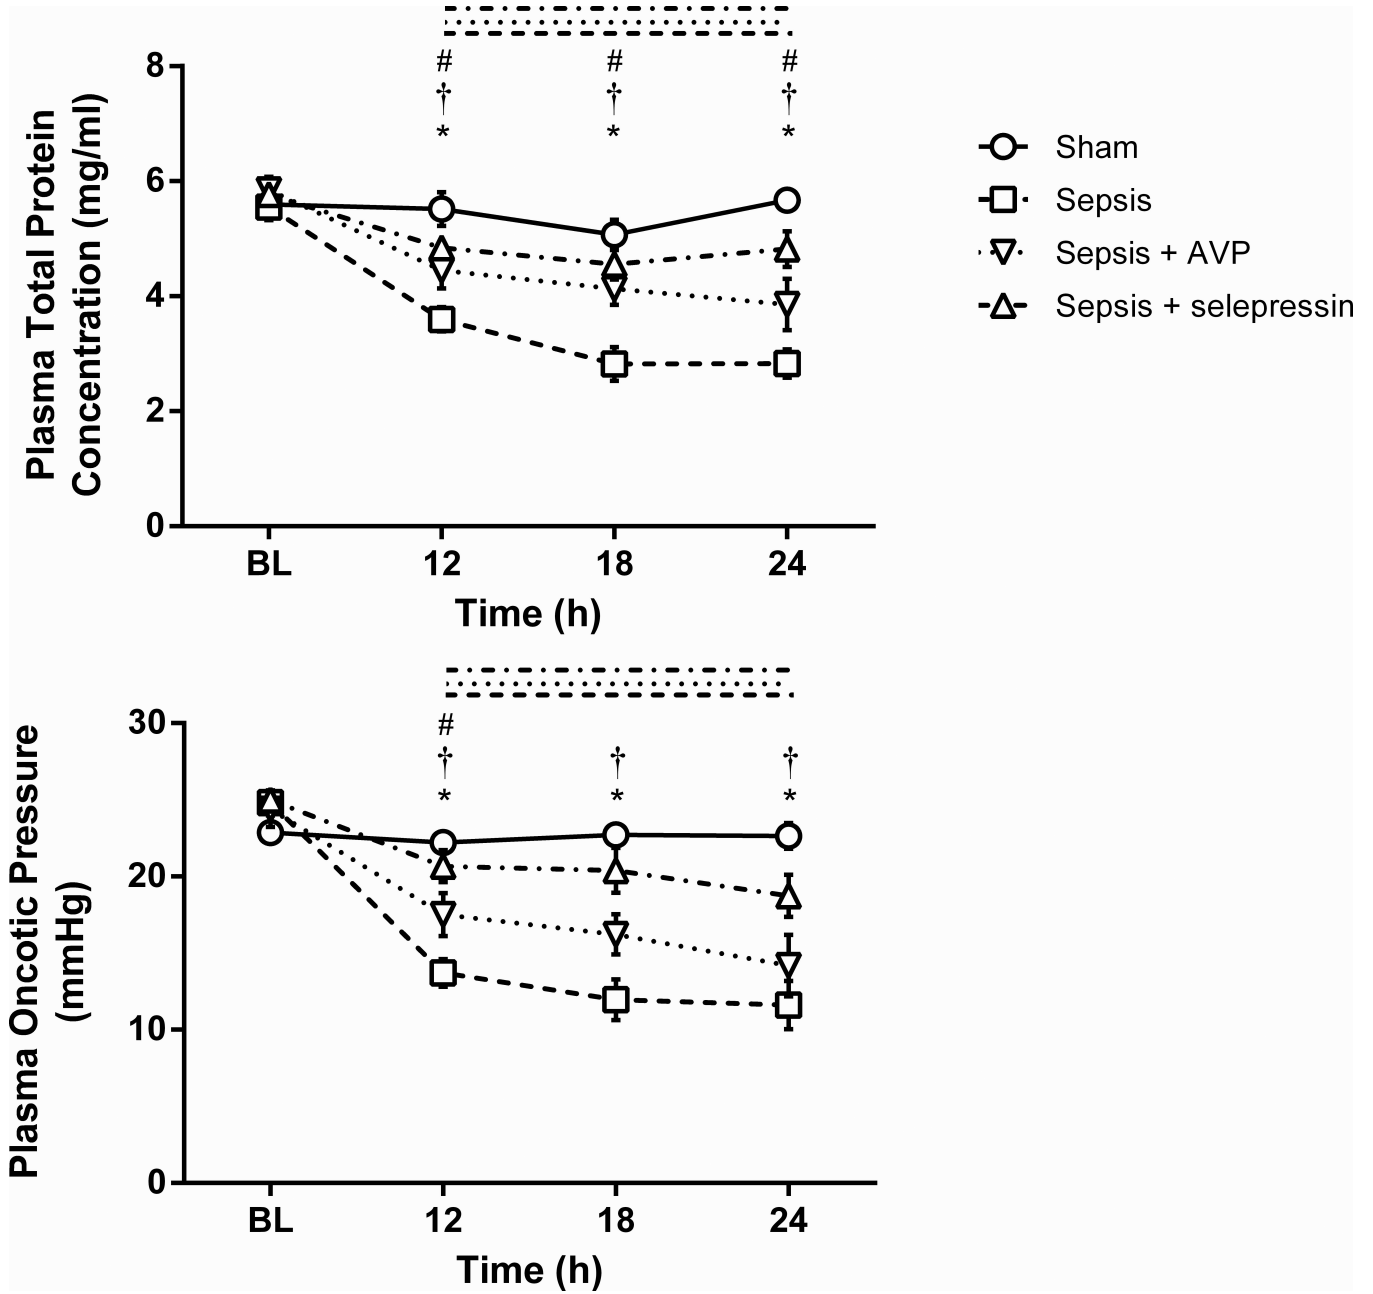 # # #
† † †
* * *
8
6
4
2
0
Plasma Total Protein
Concentration (mg/ml)
BL 12 18 24
Time (h)
Sham
Sepsis
Sepsis + AVP
Sepsis + selepressin
#
† † †
* * *
30
20
10
0
Plasma Oncotic Pressure
(mmHg)
BL 12 18 24
Time (h)